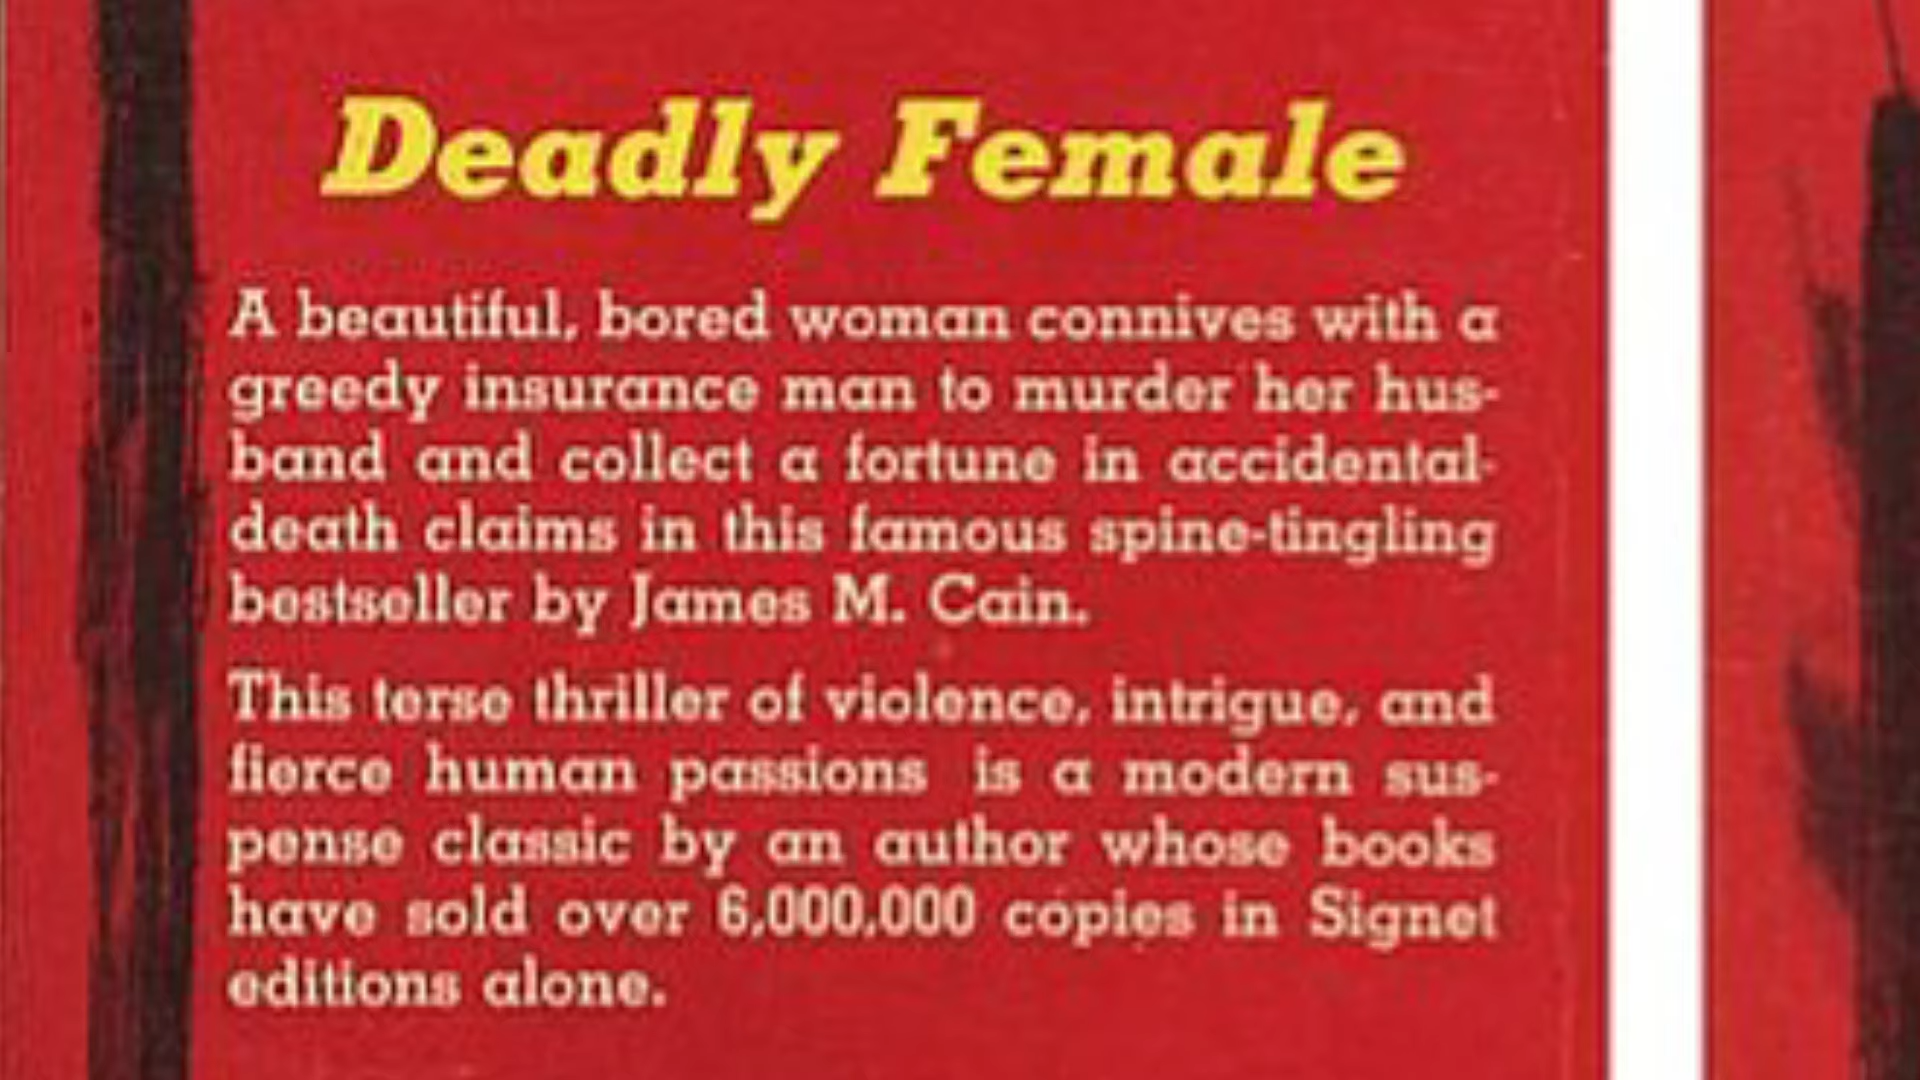 Deadly Female
A beautiful, bored woman connives with a
greedy insurance man to murder her hus-
band and collect a fortune in accidental-
death claims in this famous spine-tingling
bestseller by James M. Cain.
This terse thriller of violence, intrigue, and
fierce human passions is a modern sus-
pense classic by an author whose books
have sold over 6,000,000 copies in Signet
editions alone.